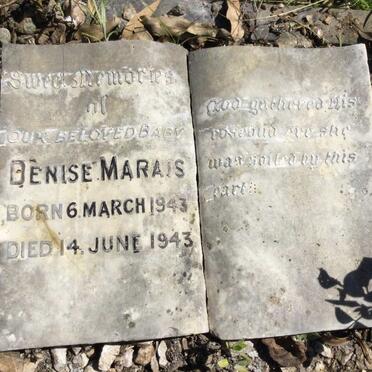 Sweet Memories
of
OUR BELOVED BABY
DENISE MARAIS
BORN 6. MARCH 1943
DIED 14. JUNE 1943
God gathered His
rosebud ere she
was soiled by this